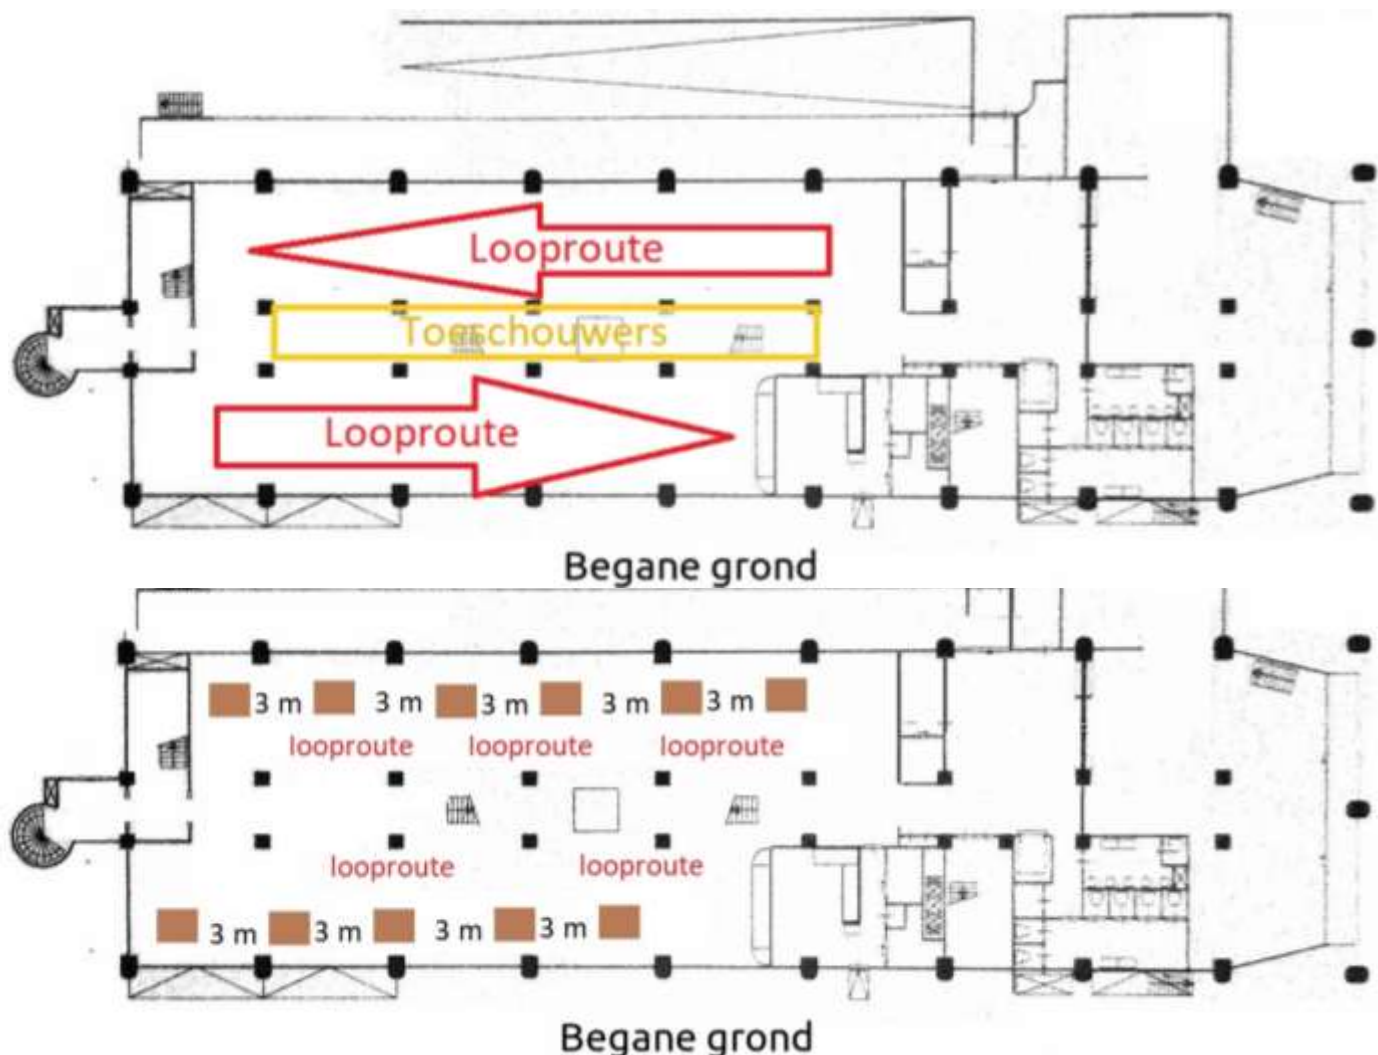 Looproute
Toeschouwers
Looproute
Begane grond
3 m 3 m 3 m 3 m 3 m
looproute looproute looproute
looproute looproute
3 m 3 m 3 m 3 m
Begane grond